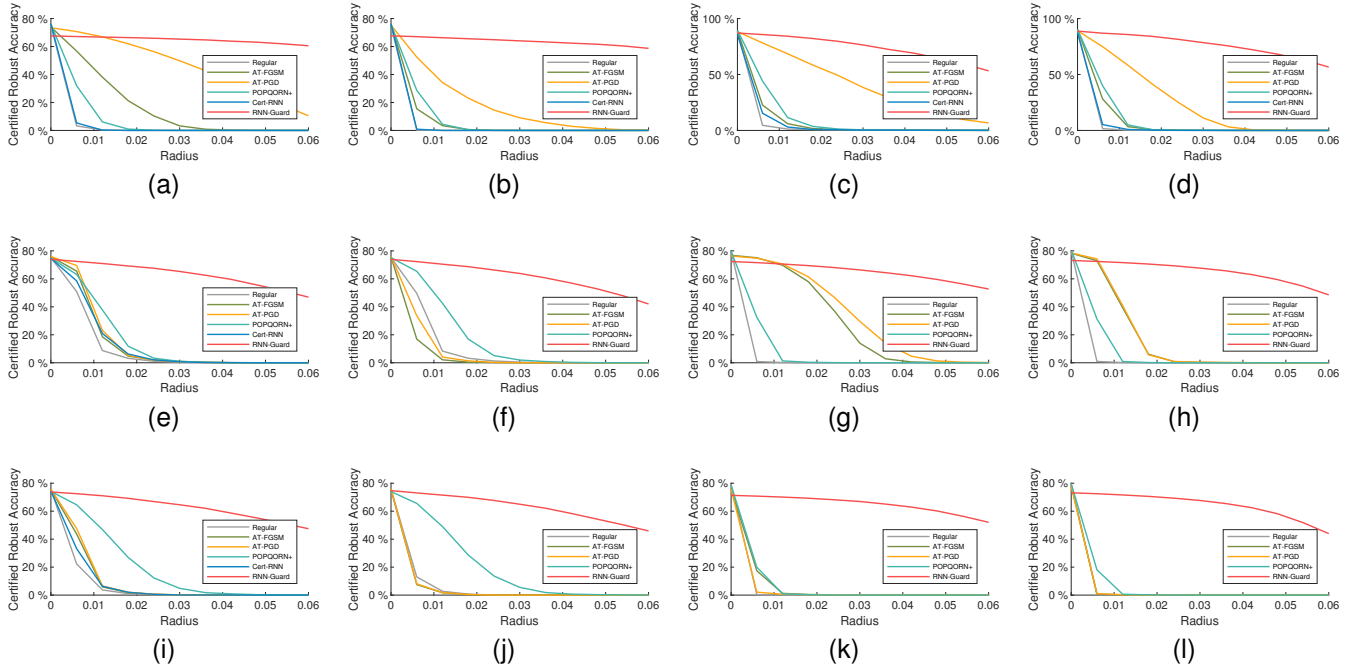 Certified Robust Accuracy
80 %
60 %
40 %
20 %
0 %
0
0.01
0.02
0.03
0.04
0.05
0.06
Radius
Regular
AT-FGSM
AT-PGD
POPQORN+
Cert-RNN
RNN-Guard
(a)
Certified Robust Accuracy
80 %
60 %
40 %
20 %
0 %
0
0.01
0.02
0.03
0.04
0.05
0.06
Radius
Regular
AT-FGSM
AT-PGD
POPQORN+
Cert-RNN
RNN-Guard
(b)
Certified Robust Accuracy
100 %
50 %
0 %
0
0.01
0.02
0.03
0.04
0.05
0.06
Radius
Regular
AT-FGSM
AT-PGD
POPQORN+
Cert-RNN
RNN-Guard
(c)
Certified Robust Accuracy
100 %
50 %
0 %
0
0.01
0.02
0.03
0.04
0.05
0.06
Radius
Regular
AT-FGSM
AT-PGD
POPQORN+
Cert-RNN
RNN-Guard
(d)
Certified Robust Accuracy
80 %
60 %
40 %
20 %
0 %
0
0.01
0.02
0.03
0.04
0.05
0.06
Radius
Regular
AT-FGSM
AT-PGD
POPQORN+
Cert-RNN
RNN-Guard
(e)
Certified Robust Accuracy
80 %
60 %
40 %
20 %
0 %
0
0.01
0.02
0.03
0.04
0.05
0.06
Radius
Regular
AT-FGSM
AT-PGD
POPQORN+
RNN-Guard
(f)
Certified Robust Accuracy
80 %
60 %
40 %
20 %
0 %
0
0.01
0.02
0.03
0.04
0.05
0.06
Radius
Regular
AT-FGSM
AT-PGD
POPQORN+
RNN-Guard
(g)
Certified Robust Accuracy
80 %
60 %
40 %
20 %
0 %
0
0.01
0.02
0.03
0.04
0.05
0.06
Radius
Regular
AT-FGSM
AT-PGD
POPQORN+
RNN-Guard
(h)
Certified Robust Accuracy
80 %
60 %
40 %
20 %
0 %
0
0.01
0.02
0.03
0.04
0.05
0.06
Radius
Regular
AT-FGSM
AT-PGD
POPQORN+
Cert-RNN
RNN-Guard
(i)
Certified Robust Accuracy
80 %
60 %
40 %
20 %
0 %
0
0.01
0.02
0.03
0.04
0.05
0.06
Radius
Regular
AT-FGSM
AT-PGD
POPQORN+
RNN-Guard
(j)
Certified Robust Accuracy
80 %
60 %
40 %
20 %
0 %
0
0.01
0.02
0.03
0.04
0.05
0.06
Radius
Regular
AT-FGSM
AT-PGD
POPQORN+
RNN-Guard
(k)
Certified Robust Accuracy
80 %
60 %
40 %
20 %
0 %
0
0.01
0.02
0.03
0.04
0.05
0.06
Radius
Regular
AT-FGSM
AT-PGD
POPQORN+
RNN-Guard
(l)